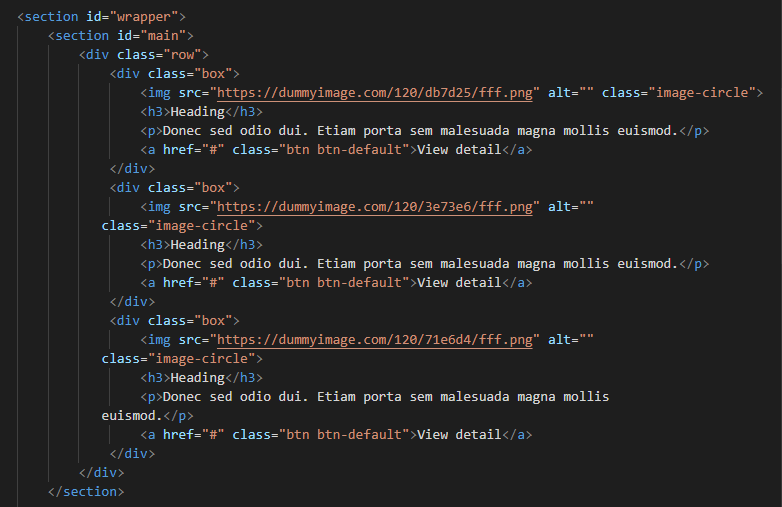 <section id="wrapper">
<section id="main">
<div class="row">
<div class="box">
<img src="https://dummyimage.com/120/db7d25/fff.png" alt="" class="image-circle">
<h3>Heading</h3>
<p>Donec sed odio dui. Etiam porta sem malesuada magna mollis euismod.</p>
<a href="#" class="btn btn-default">View detail</a>
</div>
<div class="box">
<img src="https://dummyimage.com/120/3e73e6/fff.png" alt=""
class="image-circle">
<h3>Heading</h3>
<p>Donec sed odio dui. Etiam porta sem malesuada magna mollis euismod.</p>
<a href="#" class="btn btn-default">View detail</a>
</div>
<div class="box">
<img src="https://dummyimage.com/120/71e6d4/fff.png" alt=""
class="image-circle">
<h3>Heading</h3>
<p>Donec sed odio dui. Etiam porta sem malesuada magna mollis
euismod.</p>
<a href="#" class="btn btn-default">View detail</a>
</div>
</div>
</section>